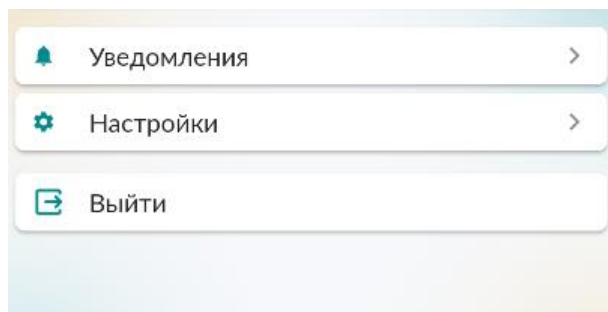 Уведомления
Настройки
Выйти